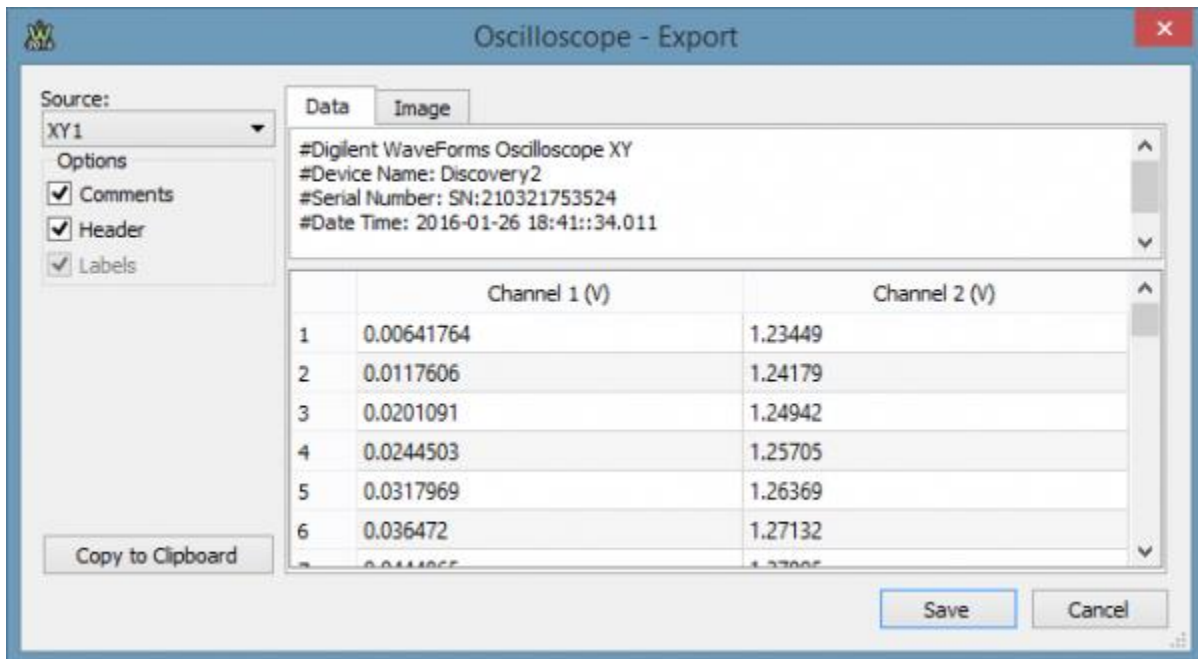 Oscilloscope - Export
Source:
XY1
Options
Comments
Header
Labels
Copy to Clipboard
Data Image
#Digilent WaveForms Oscilloscope XY
#Device Name: Discovery2
#Serial Number: SN:210321753524
#Date Time: 2016-01-26 18:41::34.011
Channel 1 (V) Channel 2 (V)
1 0.00641764 1.23449
2 0.0117606 1.24179
3 0.0201091 1.24942
4 0.0244503 1.25705
5 0.0317969 1.26369
6 0.036472 1.27132
Save Cancel